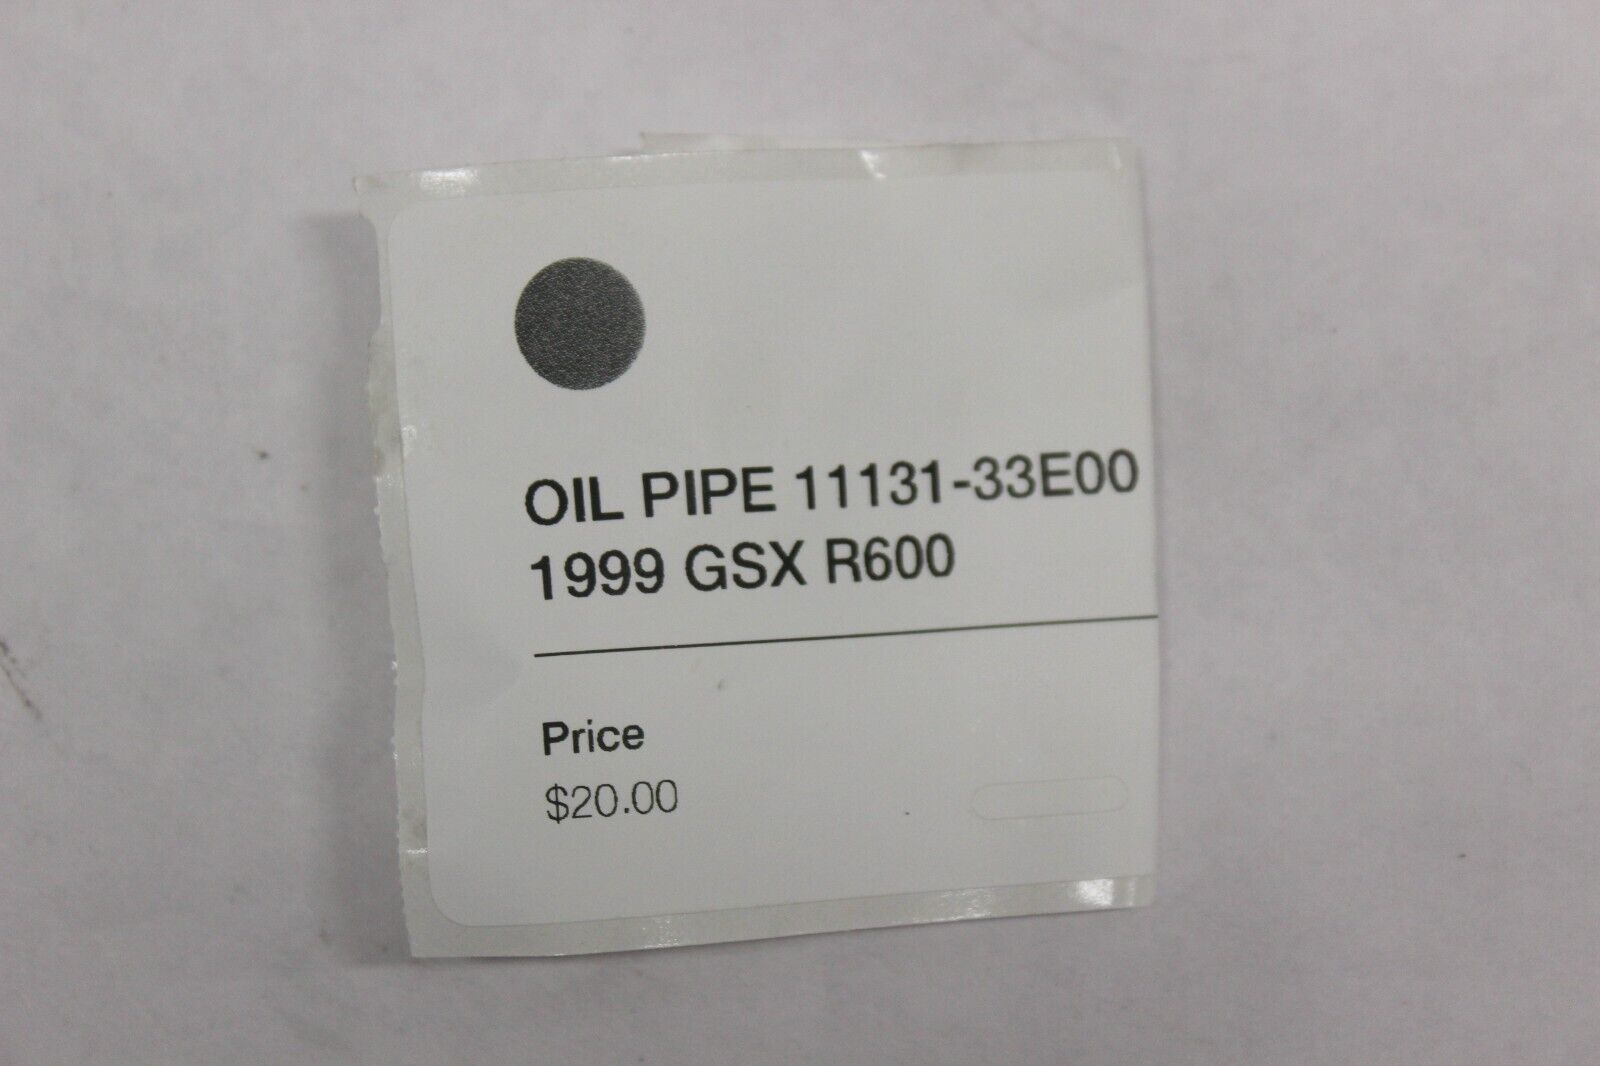 OIL PIPE 11131-33E00
1999 GSX R600
Price
$20.00